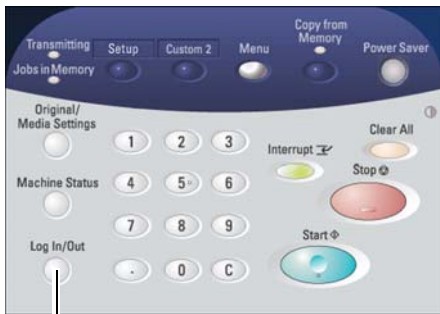 Copy from
Memory
Transmitting
Setup
Custom 2
Menu
Power Saver
Jobs in Memory
Original/
Media Settings
Clear All
1 2 3
Interrupt
Machine Status
4 5 6
Stop
7 8 9
Log In/Out
Start
. 0 C